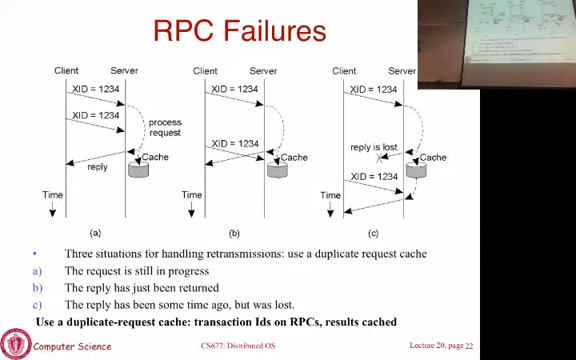 RPC Failures
Client Server Client Server Client Server
XID = 1234 XID = 1234 XID = 1234
XID = 1234
process
request
XID = 1234
reply is lost
Cache Cache Cache
reply
XID = 1234
Time Time Time
(a) (b) (c)
• Three situations for handling retransmissions: use a duplicate request cache
a) The request is still in progress
b) The reply has just been returned
c) The reply has been some time ago, but was lost.
Use a duplicate-request cache: transaction Ids on RPCs, results cached
Computer Science CS677: Distributed OS Lecture 20, page 22